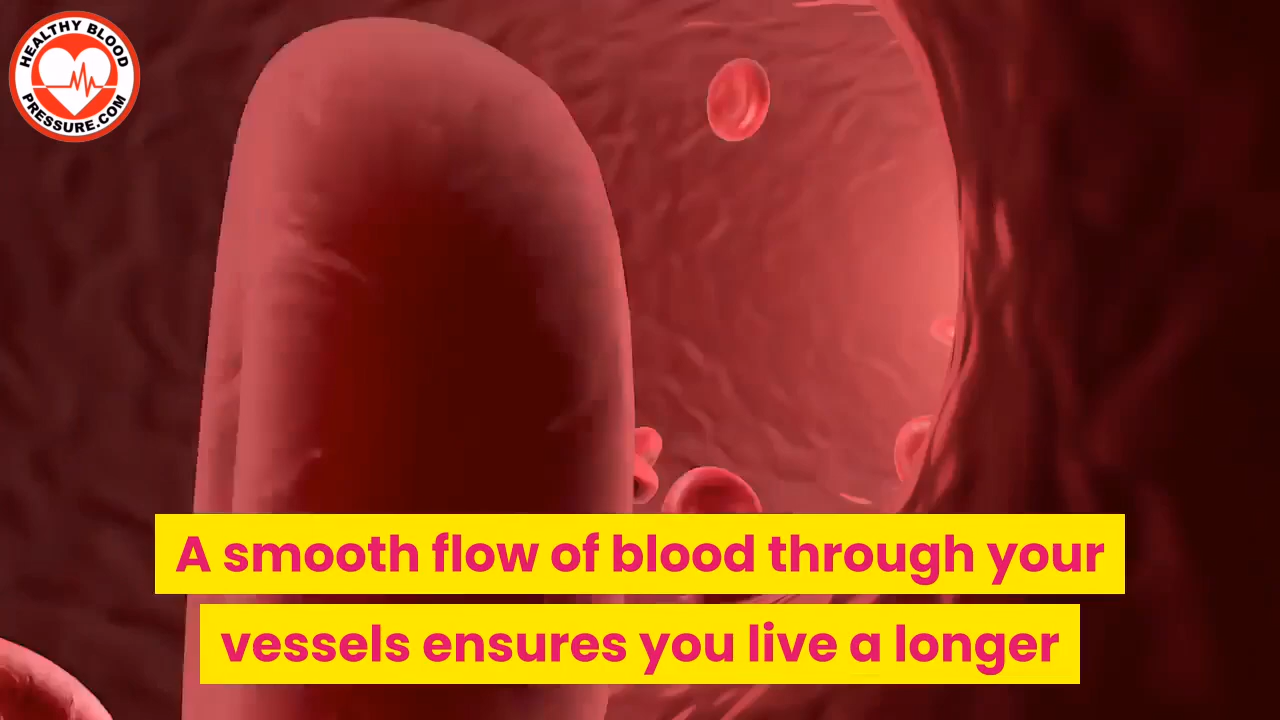 HEALTHY BLOOD
PRESSURE.COM
A smooth flow of blood through your
vessels ensures you live a longer